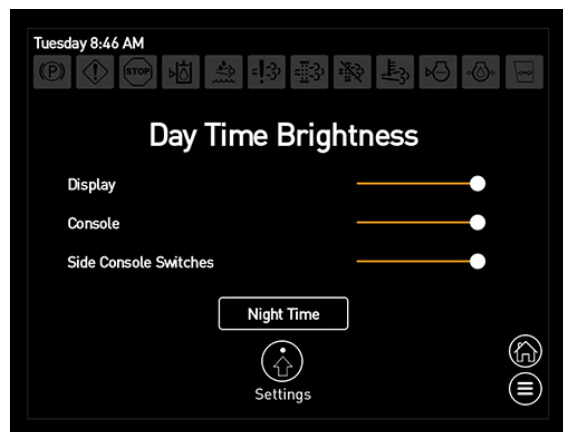 Tuesday 8:46 AM
(P) STOP
Day Time Brightness
Display
Console
Side Console Switches
Night Time
Settings